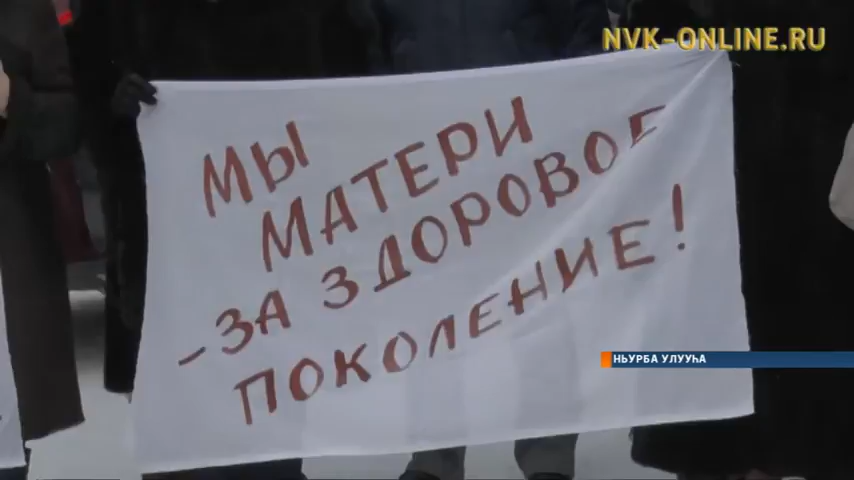 NVK-ONLINE.RU
МЫ
МАТЕРИ
-ЗА ЗДОРОВОЕ
ПОКОЛЕНИЕ!
НЬУРБА УЛУУҺА